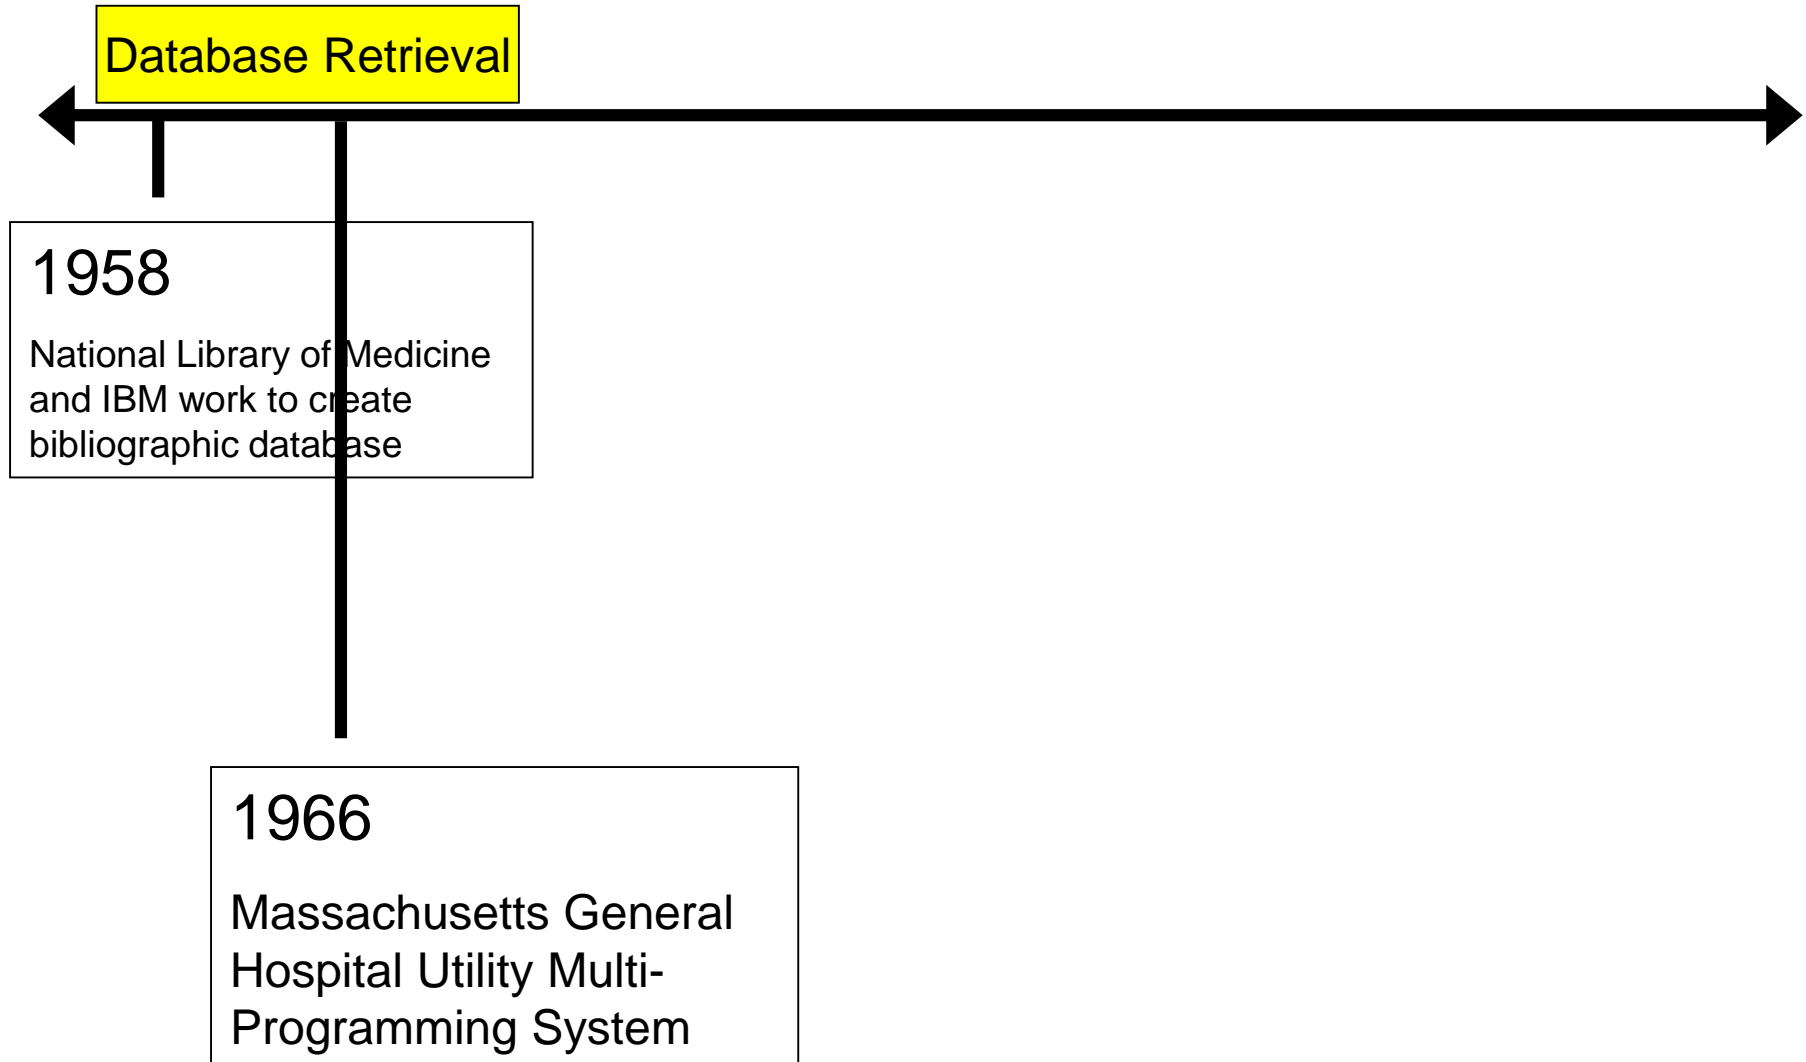 Database Retrieval
1958
National Library of Medicine
and IBM work to create
bibliographic database
1966
Massachusetts General
Hospital Utility Multi-
Programming System